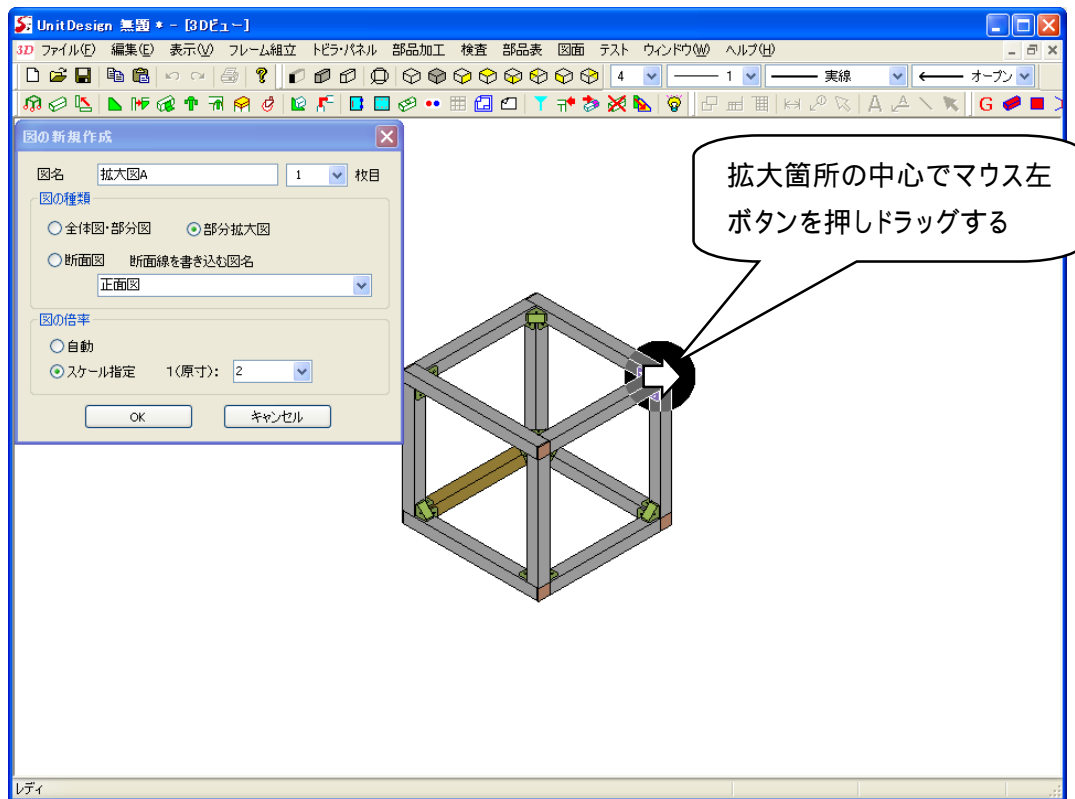 UnitDesign 無題 * - [3Dビュー]
3D ファイル(F) 編集(E) 表示(V) フレーム組立 トビラ・パネル 部品加工 検査 部品表 図面 テスト ウィンドウ(W) ヘルプ(H)
4 1 実線 オープン
A A G
図の新規作成
図名 拡大図A 1 枚目
図の種類
全体図・部分図 部分拡大図
断面図 断面線を書き込む図名
正面図
図の倍率
自動
スケール指定 1(原寸): 2
OK キャンセル
拡大箇所の中心でマウス左
ボタンを押しドラッグする
レディ